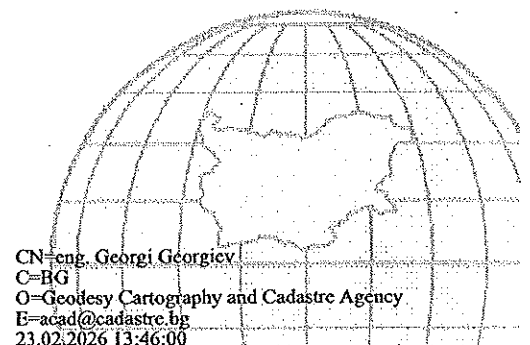 CN=eng. Georgi Georgiev
C=BG
O=Geodesy Cartography and Cadastre Agency
E=acad@cadastre.bg
23.02.2026 13:46:00